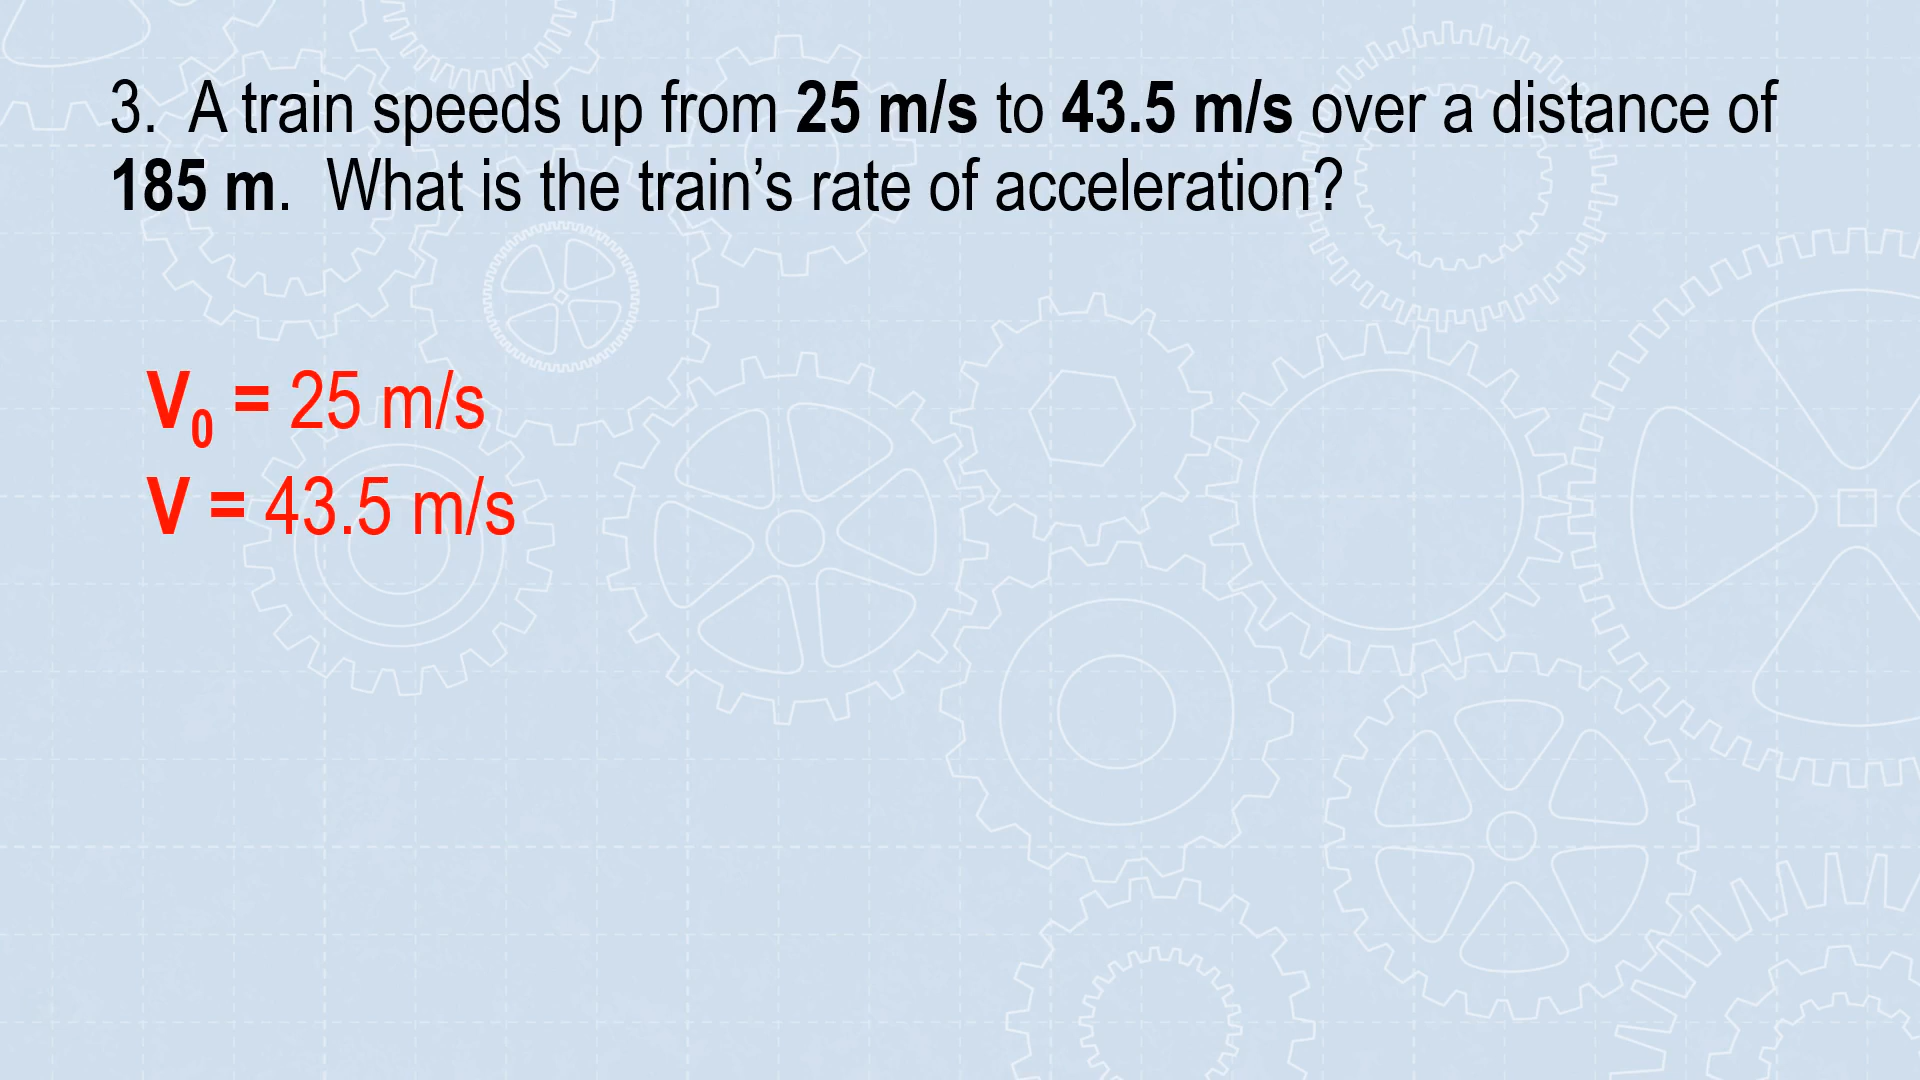 3.  A train speeds up from 25 m/s to 43.5 m/s over a distance of
185 m.  What is the train’s rate of acceleration?
V₀ = 25 m/s
V = 43.5 m/s